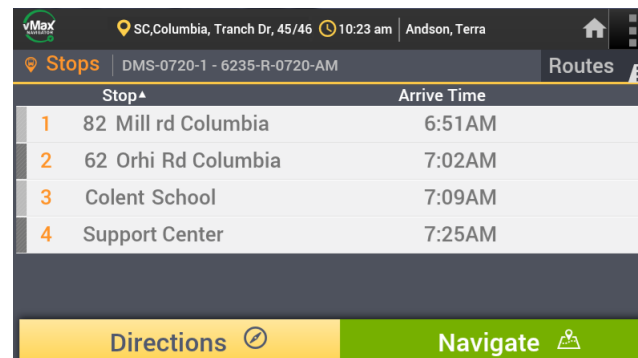 vMax
NAVIGATOR
SC,Columbia, Tranch Dr, 45/46 10:23 am Andson, Terra
Stops DMS-0720-1 - 6235-R-0720-AM Routes
Stop Arrive Time
1 82 Mill rd Columbia 6:51AM
2 62 Orhi Rd Columbia 7:02AM
3 Colent School 7:09AM
4 Support Center 7:25AM
Directions Navigate